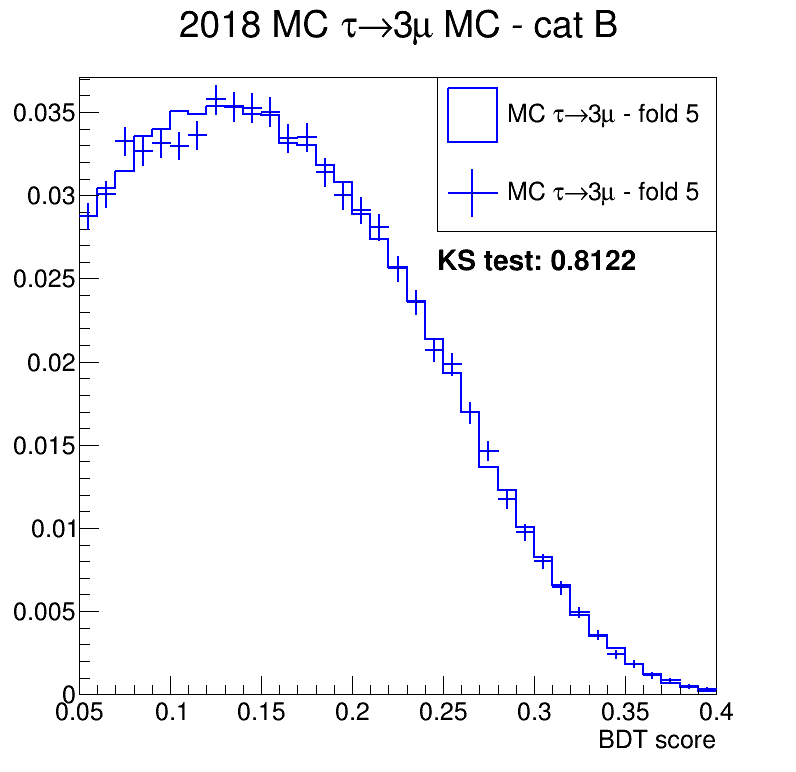 2018 MC τ→3μ MC - cat B
MC τ→3μ - fold 5
MC τ→3μ - fold 5
KS test: 0.8122
0.035
0.03
0.025
0.02
0.015
0.01
0.005
0
0.05 0.1 0.15 0.2 0.25 0.3 0.35 0.4
BDT score